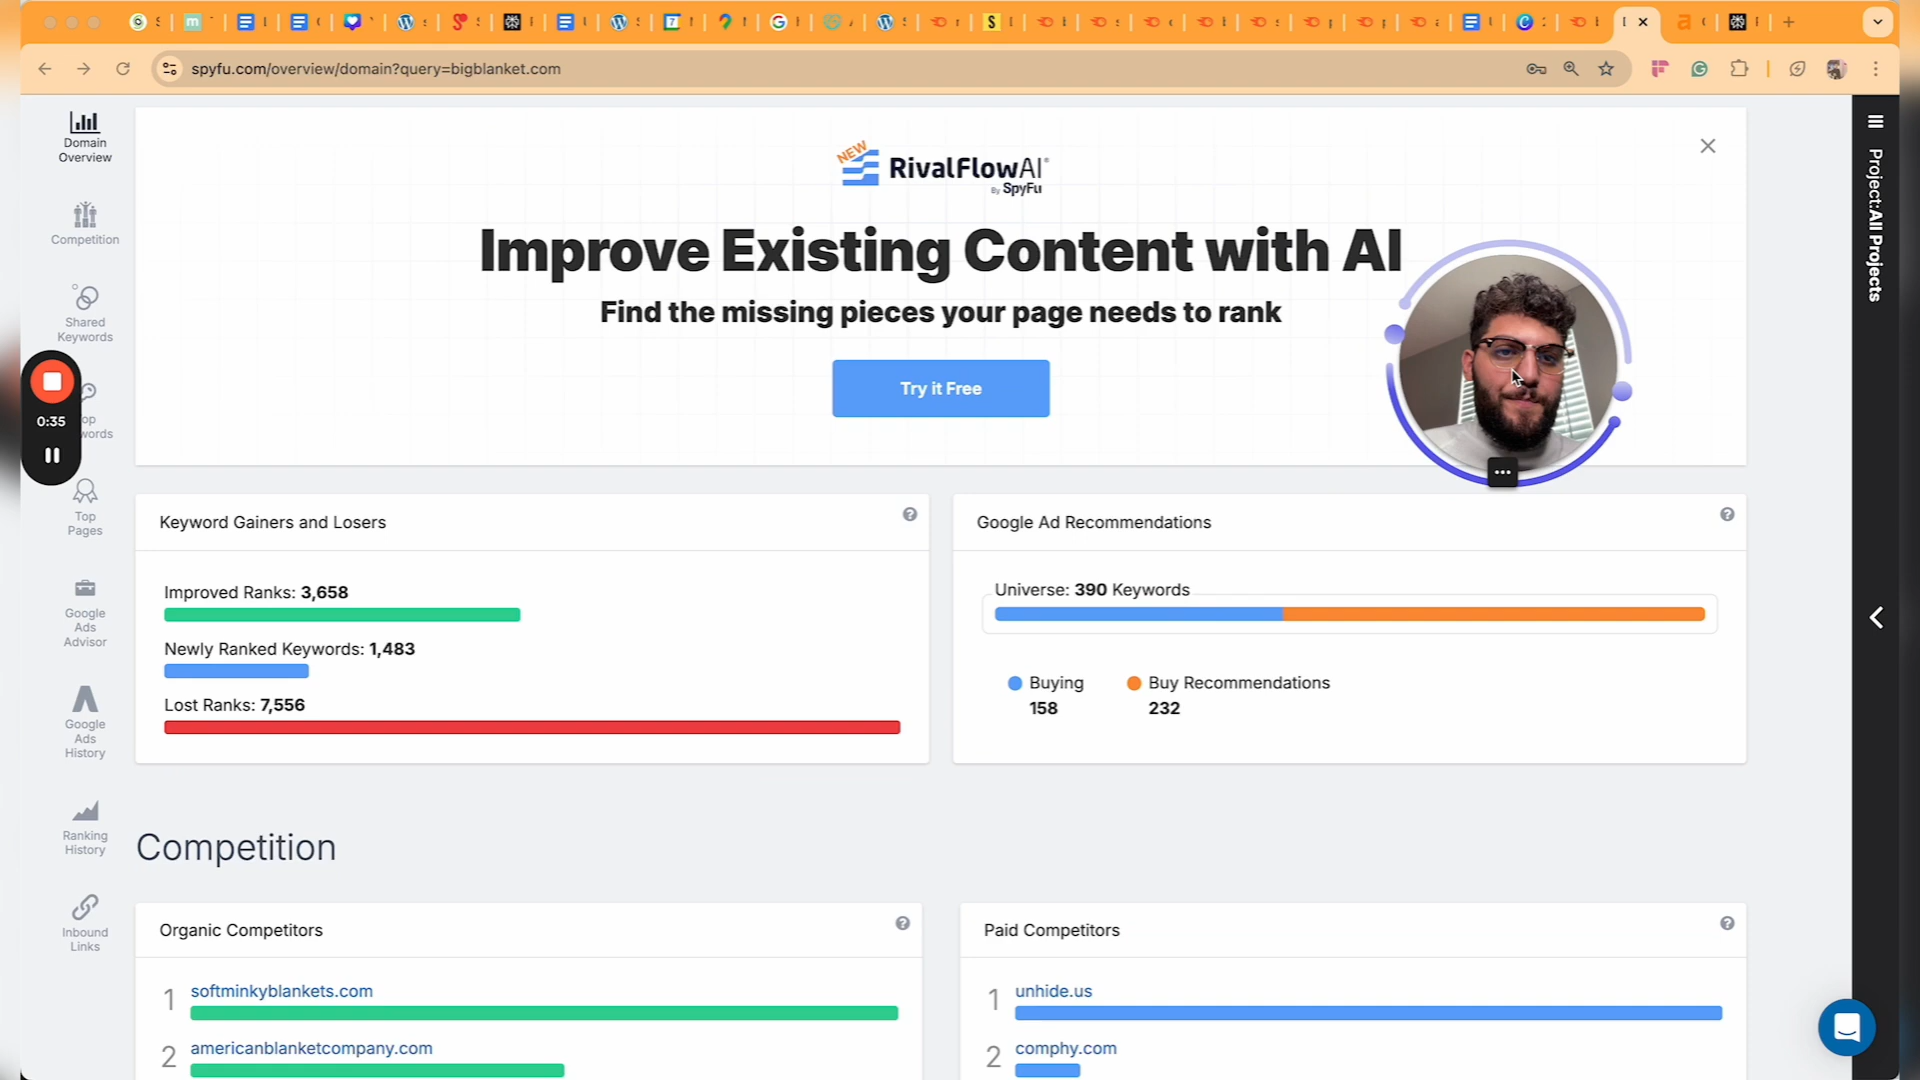 spyfu.com/overview/domain?query=bigblanket.com
Domain
Overview
Competition
Shared
Keywords
0:35
Top
Pages
Google
Ads
Advisor
Google
Ads
History
Ranking
History
Inbound
Links
NEW
RivalFlowAI
By SpyFu
Improve Existing Content with AI
Find the missing pieces your page needs to rank
Try it Free
Keyword Gainers and Losers
Improved Ranks: 3,658
Newly Ranked Keywords: 1,483
Lost Ranks: 7,556
Google Ad Recommendations
Universe: 390 Keywords
Buying
158
Buy Recommendations
232
Competition
Organic Competitors
1 softminkyblankets.com
2 americanblanketcompany.com
Paid Competitors
1 unhide.us
2 comphy.com
Project:All Projects